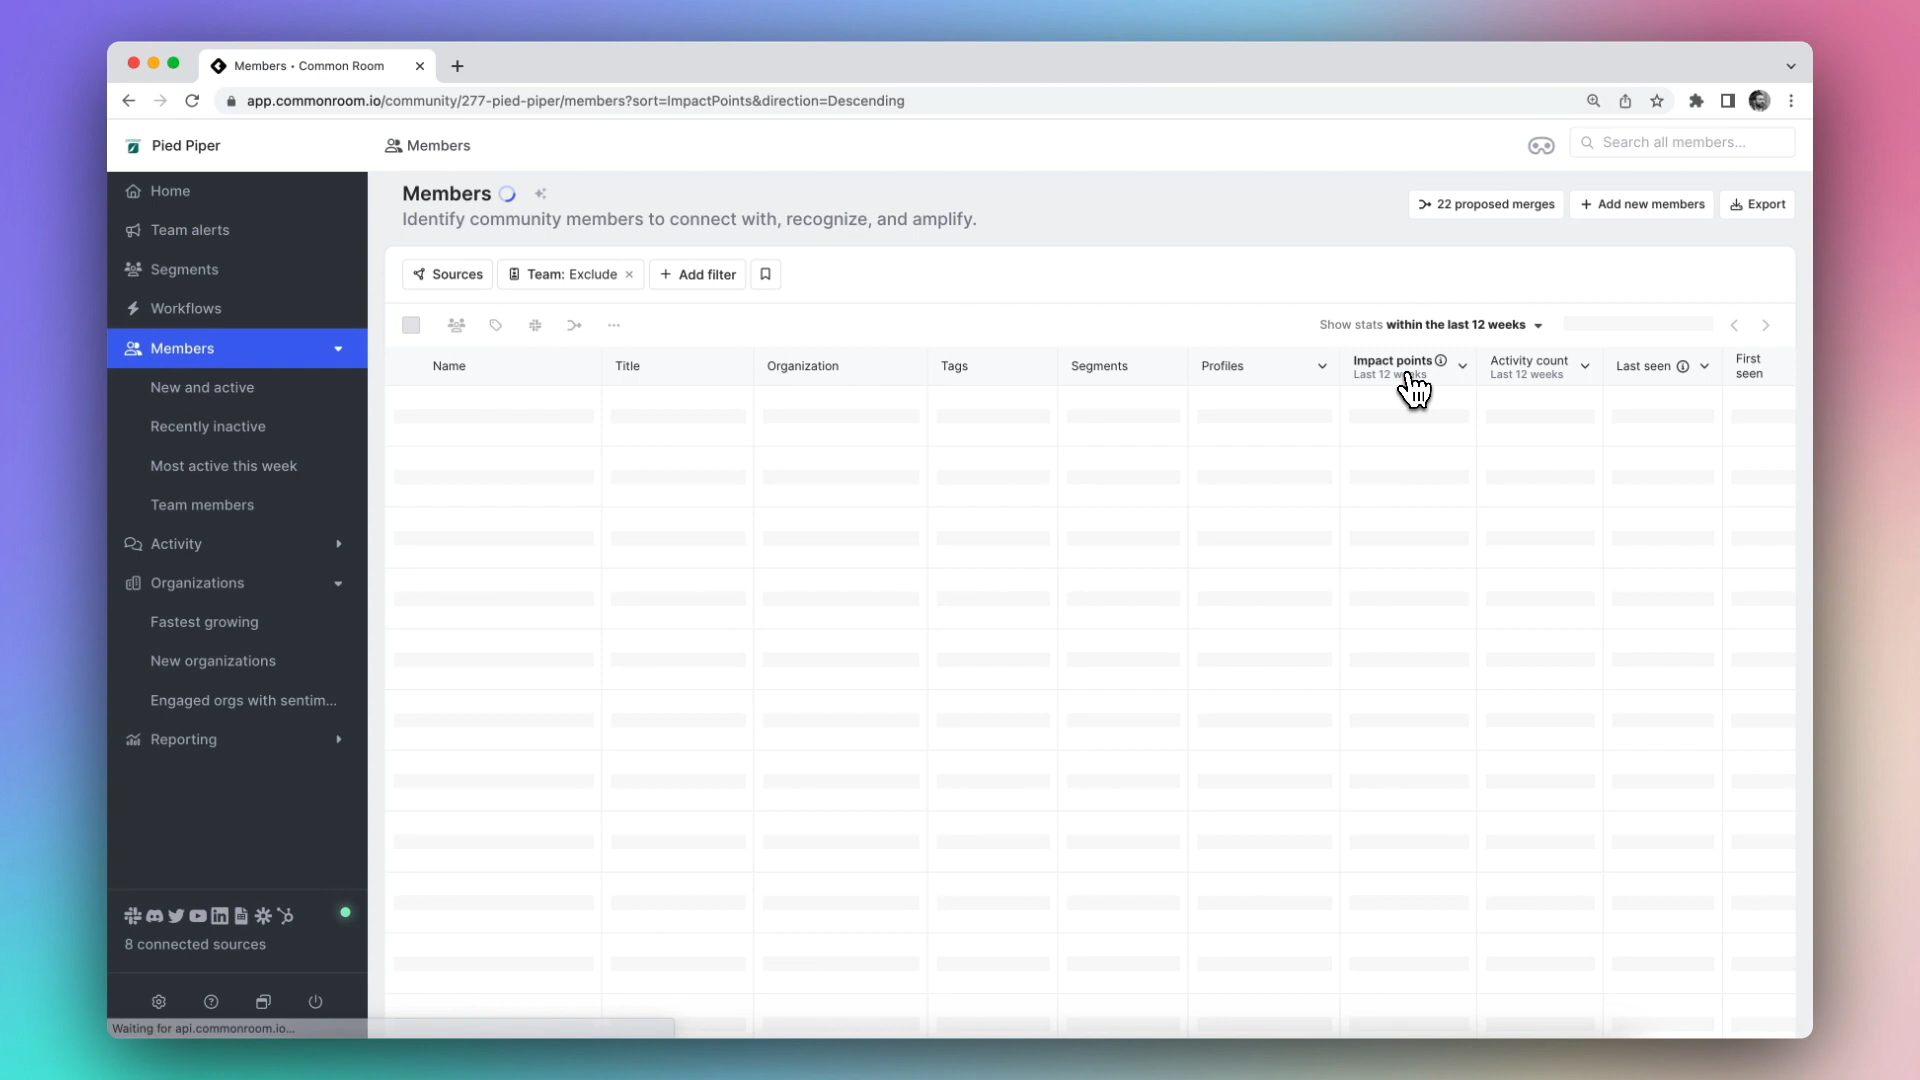 Members • Common Room
app.commonroom.io/community/277-pied-piper/members?sort=ImpactPoints&direction=Descending
Pied Piper
Members
Search all members...
Home
Team alerts
Segments
Workflows
Members
New and active
Recently inactive
Most active this week
Team members
Activity
Organizations
Fastest growing
New organizations
Engaged orgs with sentim...
Reporting
8 connected sources
Waiting for api.commonroom.io...
Members
Identify community members to connect with, recognize, and amplify.
22 proposed merges
+ Add new members
Export
Sources
Team: Exclude ×
+ Add filter
Show stats within the last 12 weeks
Name
Title
Organization
Tags
Segments
Profiles
Impact points
Last 12 weeks
Activity count
Last 12 weeks
Last seen
First
seen